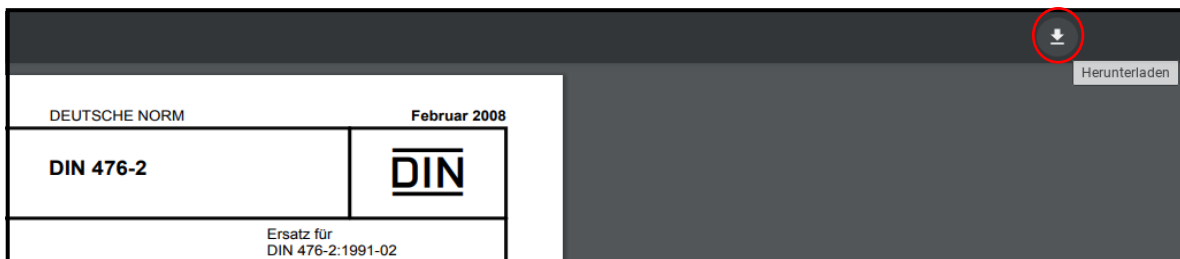 Herunterladen
DEUTSCHE NORM Februar 2008
DIN 476-2 DIN
Ersatz für
DIN 476-2:1991-02